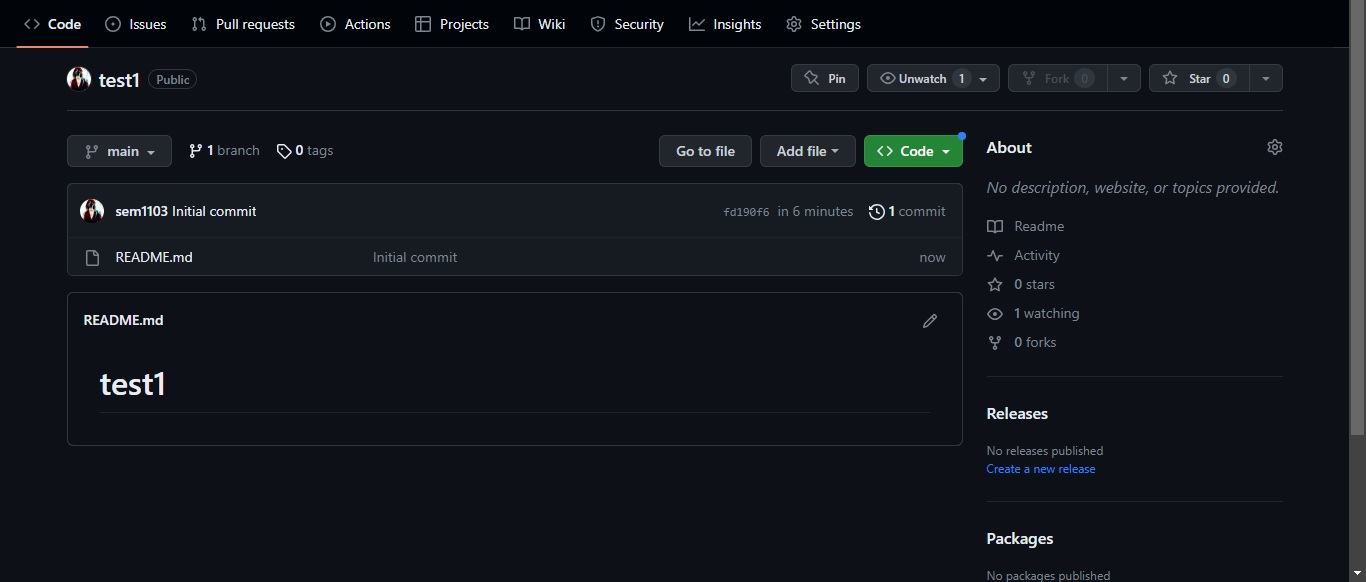 Code Issues Pull requests Actions Projects Wiki Security Insights Settings
test1 Public Pin Unwatch 1 Fork 0 Star 0
main 1 branch 0 tags Go to file Add file Code
sem1103 Initial commit fd190f6 in 6 minutes 1 commit
README.md Initial commit now
README.md
test1
About
No description, website, or topics provided.
Readme
Activity
0 stars
1 watching
0 forks
Releases
No releases published
Create a new release
Packages
No packages published